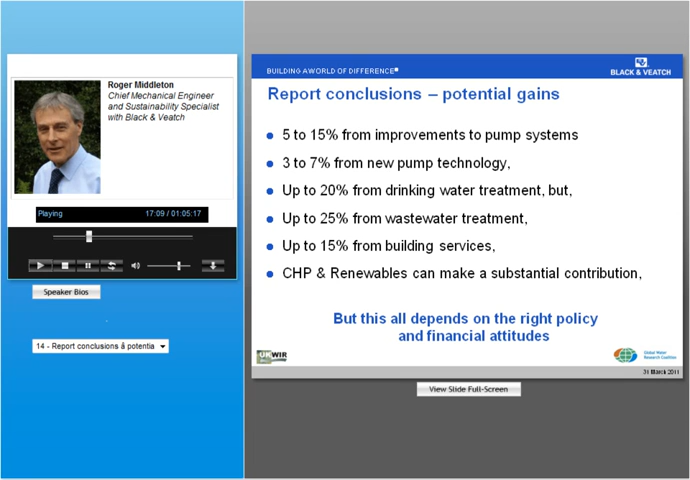 Roger Middleton
Chief Mechanical Engineer
and Sustainability Specialist
with Black & Veatch
Playing 17:09 / 01:05:17
Speaker Bios
14 - Report conclusions â potentia
BUILDING A WORLD OF DIFFERENCE
BLACK & VEATCH
Report conclusions – potential gains
5 to 15% from improvements to pump systems
3 to 7% from new pump technology,
Up to 20% from drinking water treatment, but,
Up to 25% from wastewater treatment,
Up to 15% from building services,
CHP & Renewables can make a substantial contribution,
But this all depends on the right policy
and financial attitudes
UKWIR
Global Water
Research Coalition
31 March 2011
View Slide Full-Screen